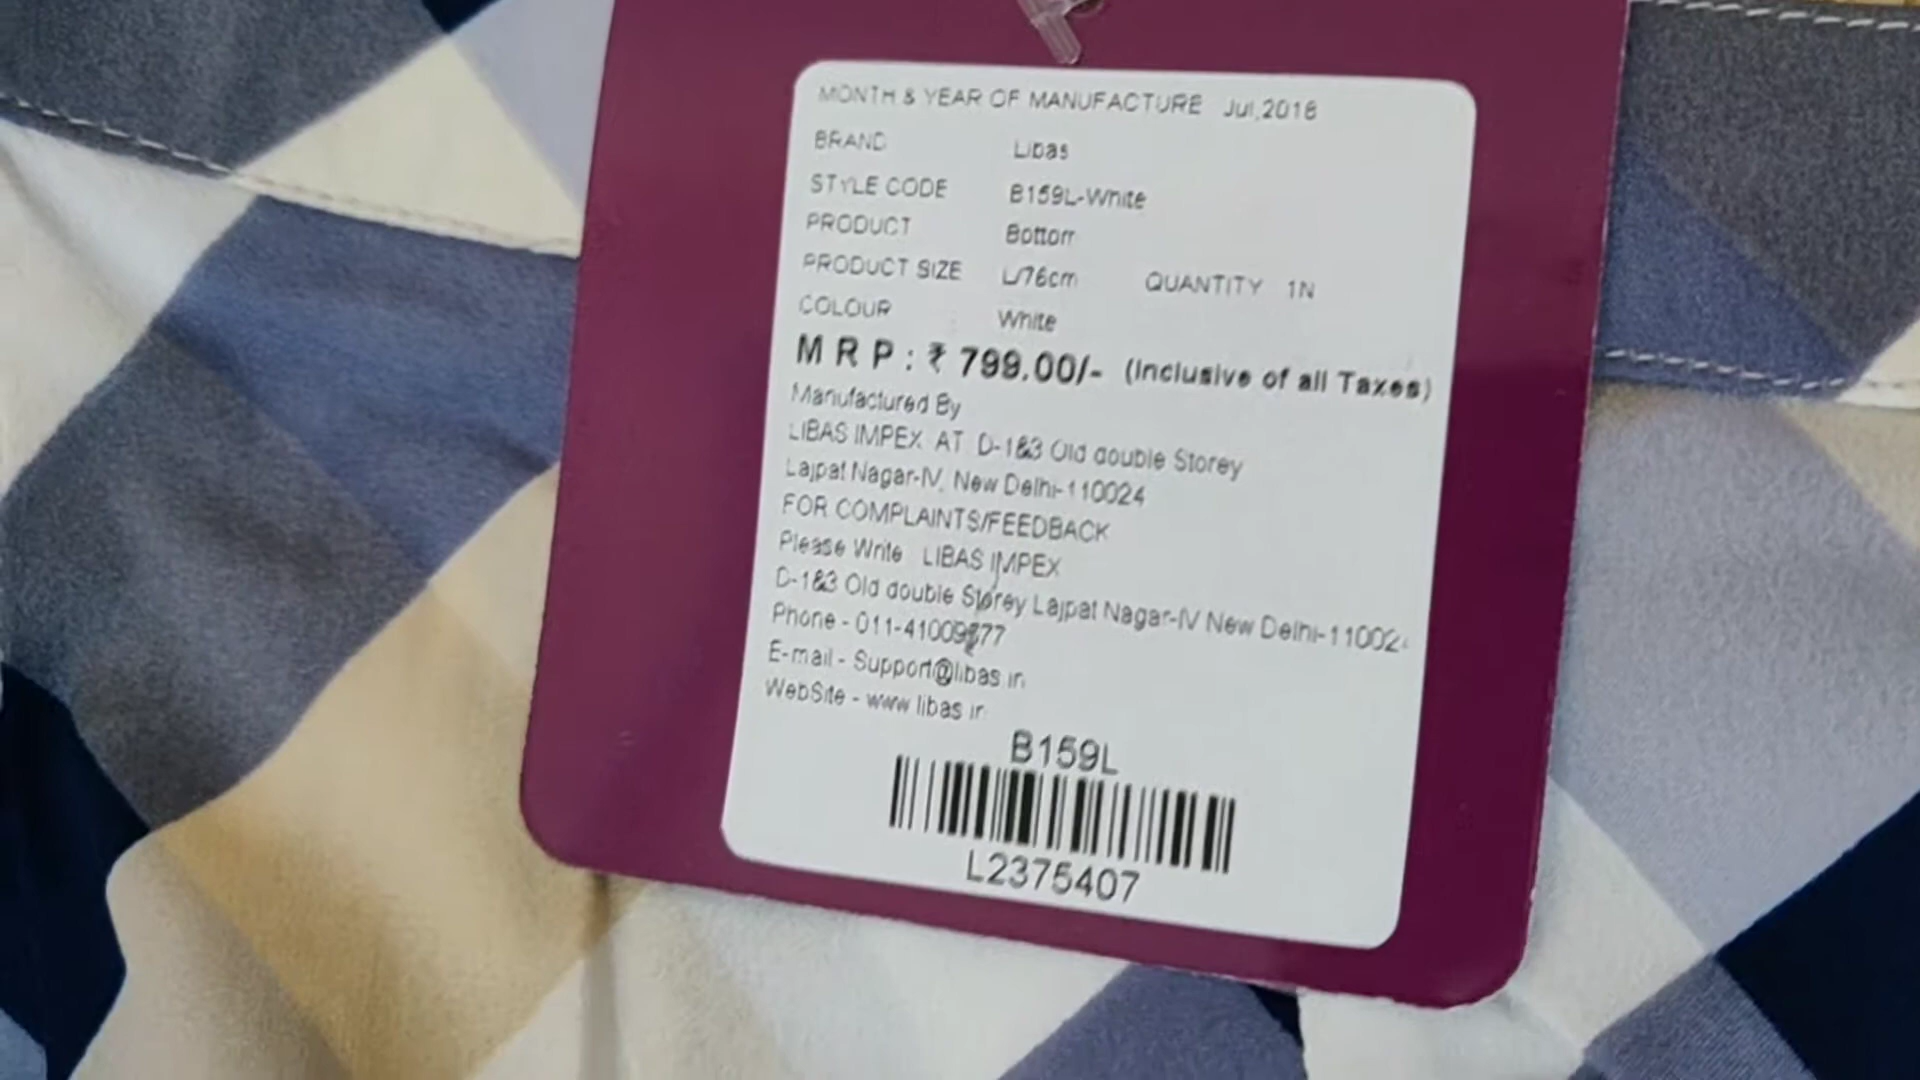 MONTH & YEAR OF MANUFACTURE Jul,2018
BRAND Libas
STYLE CODE B159L-White
PRODUCT Bottom
PRODUCT SIZE L/76cm QUANTITY 1N
COLOUR White
MRP: ₹ 799.00/- (Inclusive of all Taxes)
Manufactured By
LIBAS IMPEX AT D-1&3 Old double Storey
Lajpat Nagar-IV, New Delhi-110024
FOR COMPLAINTS/FEEDBACK
Please Write LIBAS IMPEX
D-1&3 Old double Storey Lajpat Nagar-IV New Delhi-110024
Phone -
E-mail - Support@libas.in
WebSite - www.libas.in
B159L
L2375407